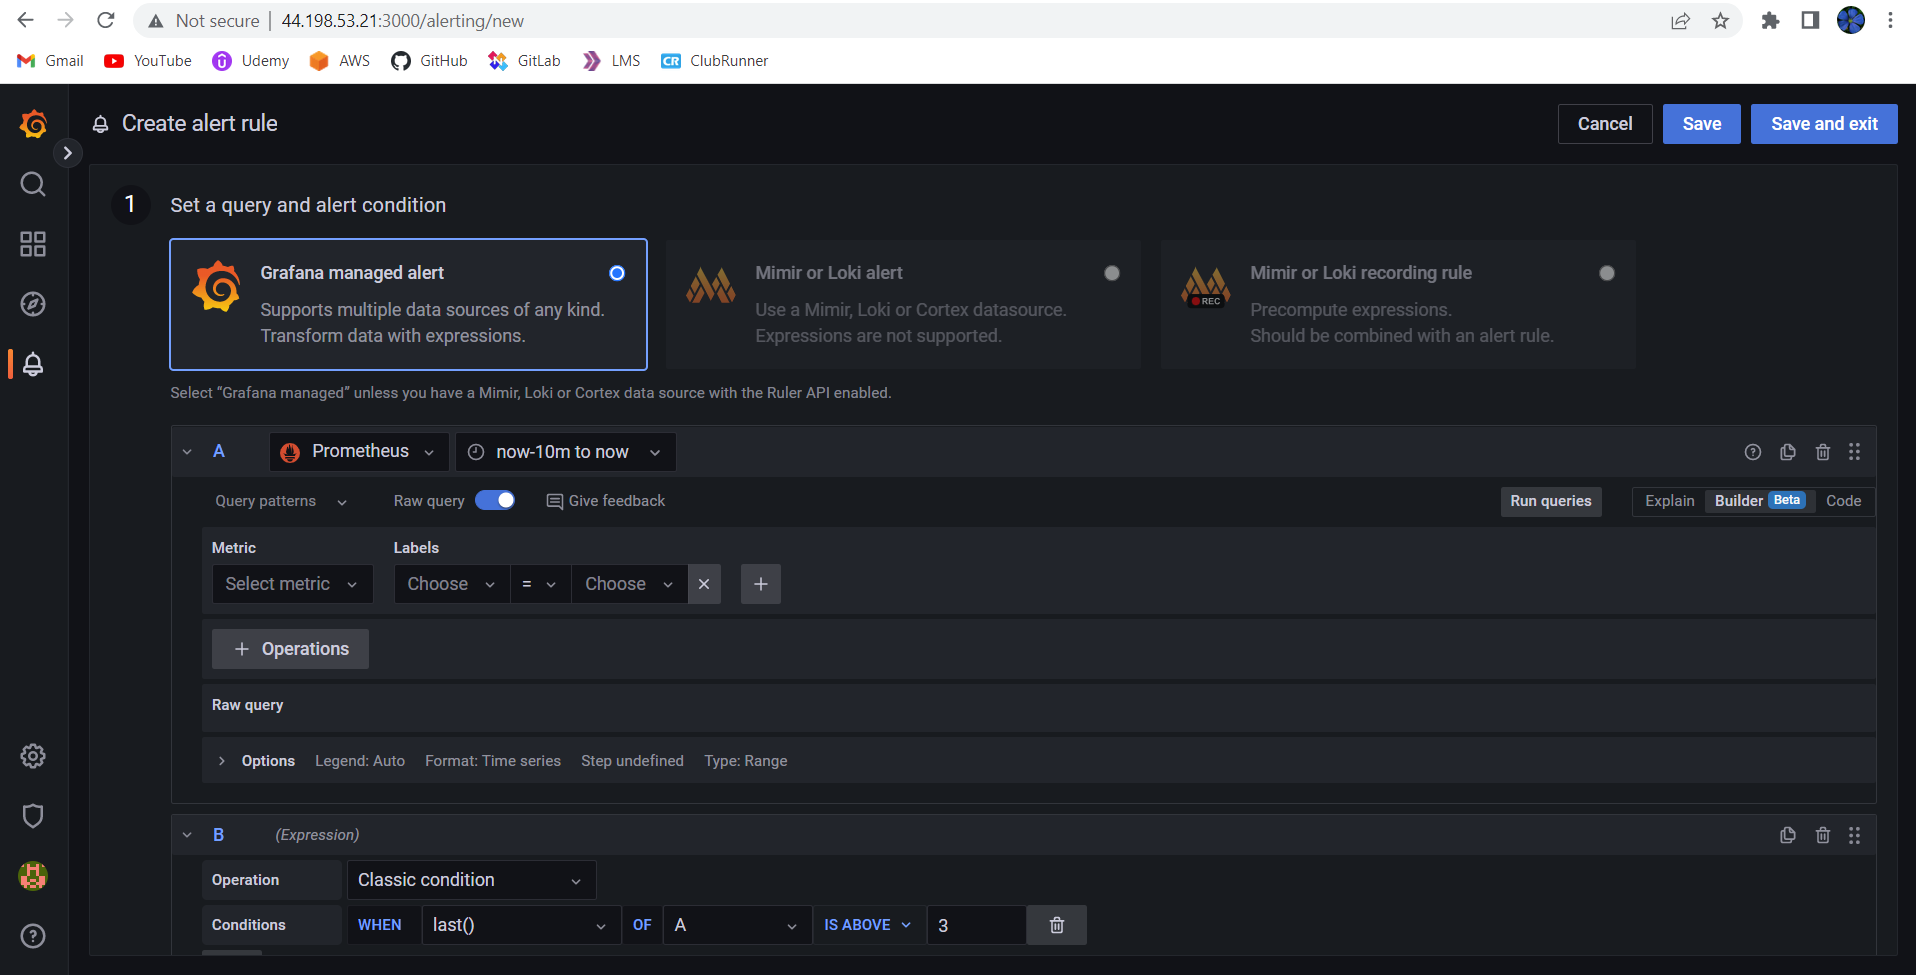 Not secure | 44.198.53.21:3000/alerting/new
Gmail YouTube Udemy AWS GitHub GitLab LMS CR ClubRunner
Create alert rule Cancel Save Save and exit
1 Set a query and alert condition
Grafana managed alert
Supports multiple data sources of any kind.
Transform data with expressions.
Mimir or Loki alert
Use a Mimir, Loki or Cortex datasource.
Expressions are not supported.
Mimir or Loki recording rule
REC
Precompute expressions.
Should be combined with an alert rule.
Select “Grafana managed” unless you have a Mimir, Loki or Cortex data source with the Ruler API enabled.
A Prometheus now-10m to now
Query patterns Raw query Give feedback Run queries Explain Builder Beta Code
Metric Labels
Select metric Choose = Choose
+ Operations
Raw query
Options Legend: Auto Format: Time series Step undefined Type: Range
B (Expression)
Operation Classic condition
Conditions WHEN last() OF A IS ABOVE 3